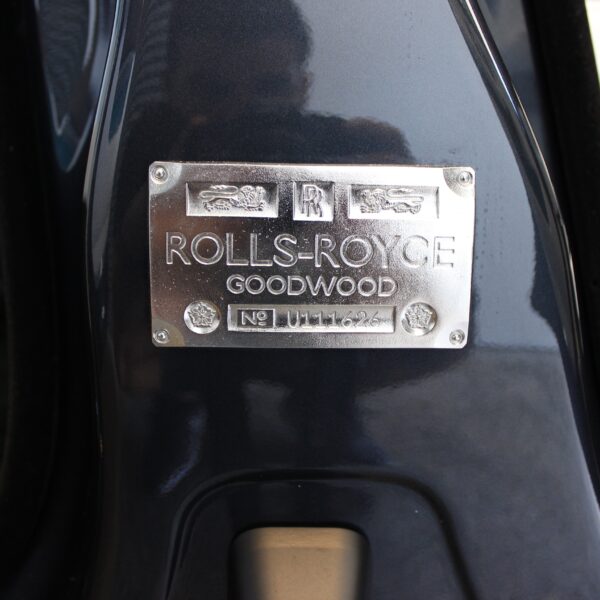 RR
ROLLS-ROYCE
GOODWOOD
Nº U111626